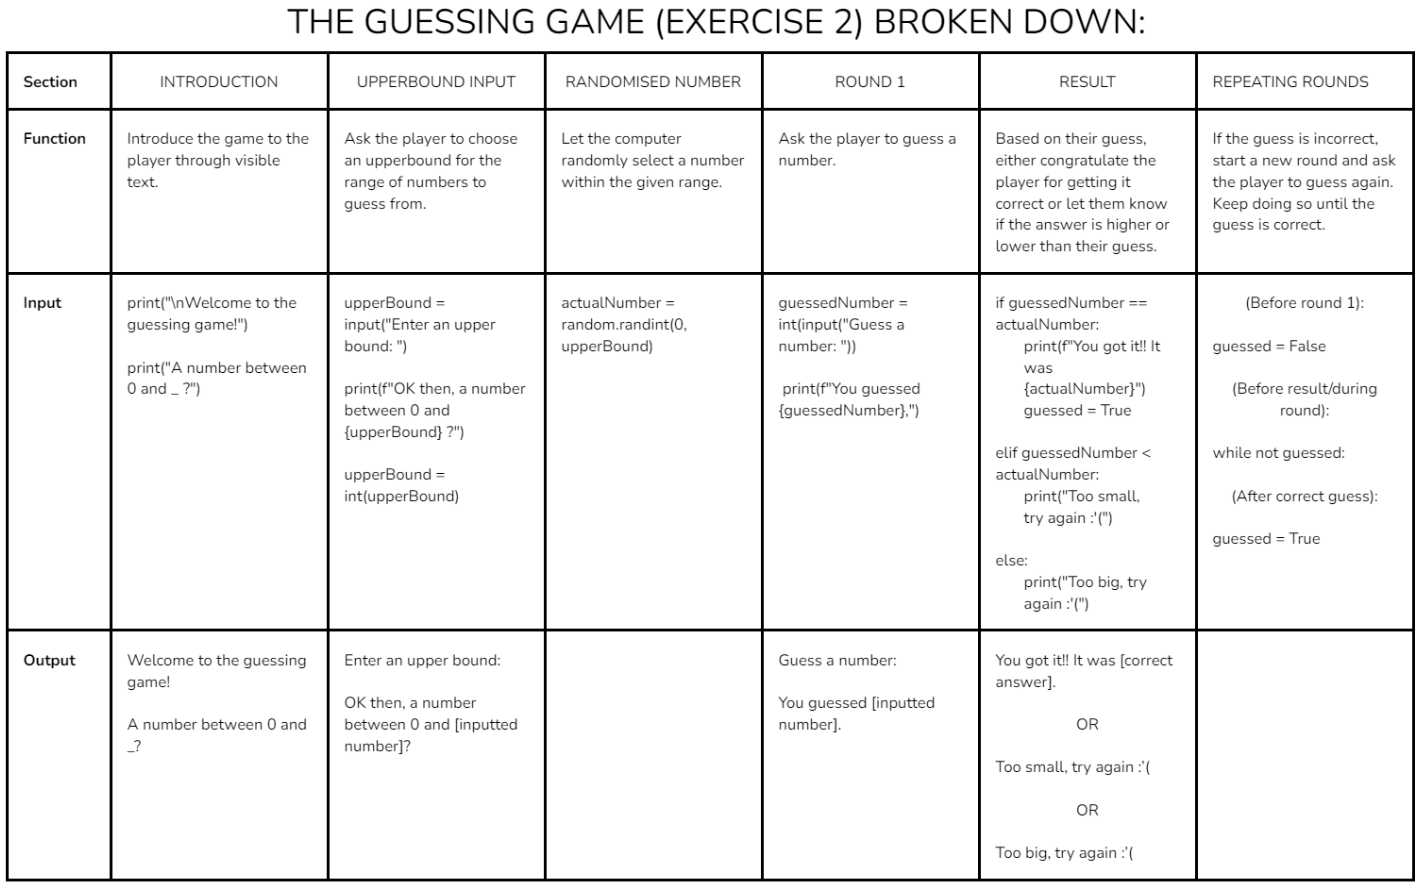 THE GUESSING GAME (EXERCISE 2) BROKEN DOWN:
Section
INTRODUCTION
UPPERBOUND INPUT
RANDOMISED NUMBER
ROUND 1
RESULT
REPEATING ROUNDS
Function
Introduce the game to the
player through visible
text.
Ask the player to choose
an upperbound for the
range of numbers to
guess from.
Let the computer
randomly select a number
within the given range.
Ask the player to guess a
number.
Based on their guess,
either congratulate the
player for getting it
correct or let them know
if the answer is higher or
lower than their guess.
If the guess is incorrect,
start a new round and ask
the player to guess again.
Keep doing so until the
guess is correct.
Input
print("\nWelcome to the
guessing game!")
print("A number between
0 and _ ?")
upperBound =
input("Enter an upper
bound: ")
print(f"OK then, a number
between 0 and
{upperBound} ?")
upperBound =
int(upperBound)
actualNumber =
random.randint(0,
upperBound)
guessedNumber =
int(input("Guess a
number: "))
print(f"You guessed
{guessedNumber},")
if guessedNumber ==
actualNumber:
print(f"You got it!! It
was
{actualNumber}")
guessed = True
elif guessedNumber <
actualNumber:
print("Too small,
try again :'(")
else:
print("Too big, try
again :'(")
(Before round 1):
guessed = False
(Before result/during
round):
while not guessed:
(After correct guess):
guessed = True
Output
Welcome to the guessing
game!
A number between 0 and
_?
Enter an upper bound:
OK then, a number
between 0 and [inputted
number]?
Guess a number:
You guessed [inputted
number].
You got it!! It was [correct
answer].
OR
Too small, try again :'(
OR
Too big, try again :'(